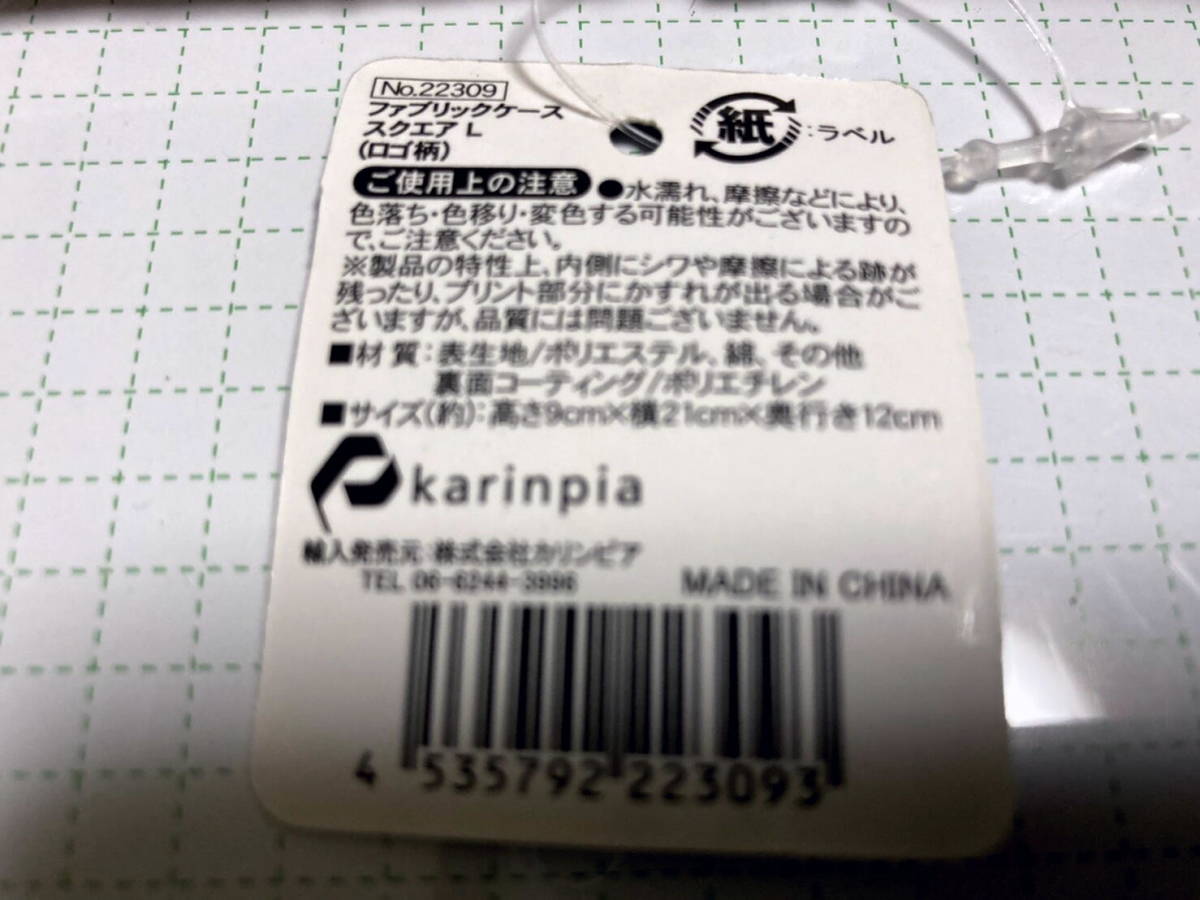 No.22309
ファブリックケース
スクエア L
(ロゴ柄)
紙:ラベル
ご使用上の注意 ●水濡れ、摩擦などにより、
色落ち・色移り・変色する可能性がございますの
で、ご注意ください。
※製品の特性上、内側にシワや摩擦による跡が
残ったり、プリント部分にかすれが出る場合がご
ざいますが、品質には問題ございません。
■材 質:表生地/ポリエステル、綿、その他
裏面コーティング/ポリエチレン
■サイズ(約):高さ9cm×横21cm×奥行き12cm
karinpia
輸入発売元:株式会社カリンピア
TEL 06-6244-3996
MADE IN CHINA
4 535792 223093